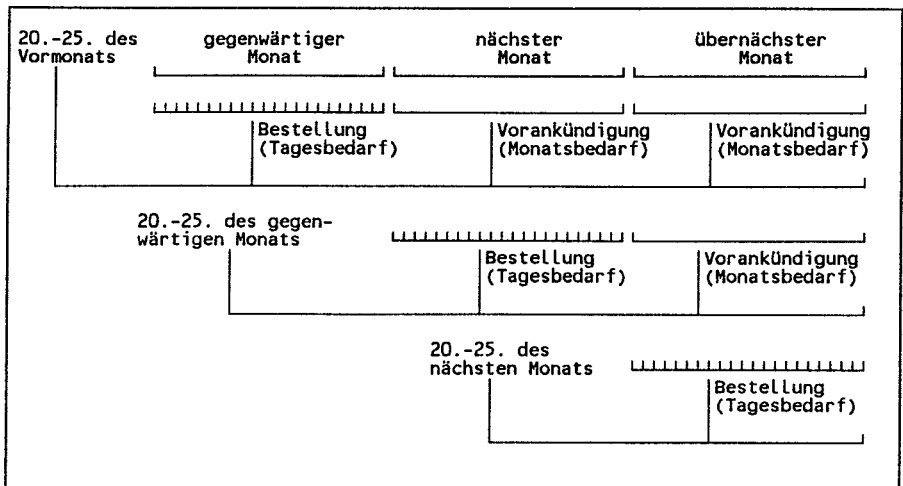 20.-25. des
Vormonats
gegenwärtiger
Monat
nächster
Monat
übernächster
Monat
Bestellung
(Tagesbedarf)
Vorankündigung
(Monatsbedarf)
Vorankündigung
(Monatsbedarf)
20.-25. des gegen-
wärtigen Monats
Bestellung
(Tagesbedarf)
Vorankündigung
(Monatsbedarf)
20.-25. des
nächsten Monats
Bestellung
(Tagesbedarf)